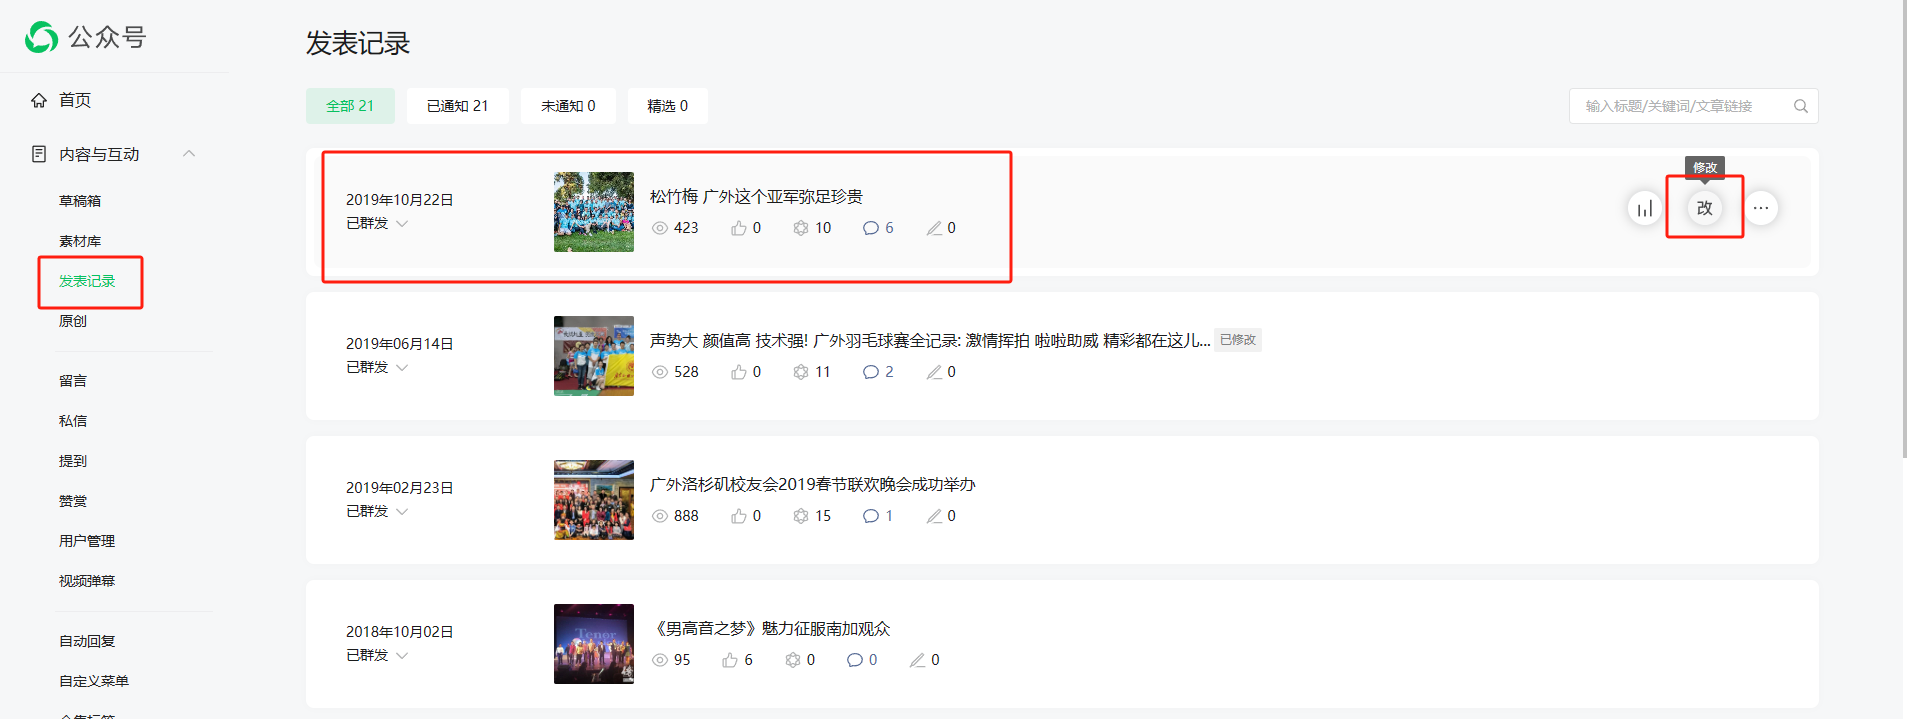 公众号
首页
内容与互动
草稿箱
素材库
发表记录
原创
留言
私信
提到
赞赏
用户管理
视频弹幕
自动回复
自定义菜单
发表记录
全部 21
已通知 21
未通知 0
精选 0
输入标题/关键词/文章链接
2019年10月22日
已群发
松竹梅 广外这个亚军弥足珍贵
423 0 10 6 0
修改
改
2019年06月14日
已群发
声势大 颜值高 技术强! 广外羽毛球赛全记录: 激情挥拍 啦啦助威 精彩都在这儿... 已修改
528 0 11 2 0
2019年02月23日
已群发
广外洛杉矶校友会2019春节联欢晚会成功举办
888 0 15 1 0
2018年10月02日
已群发
《男高音之梦》魅力征服南加观众
95 6 0 0 0
Tenor